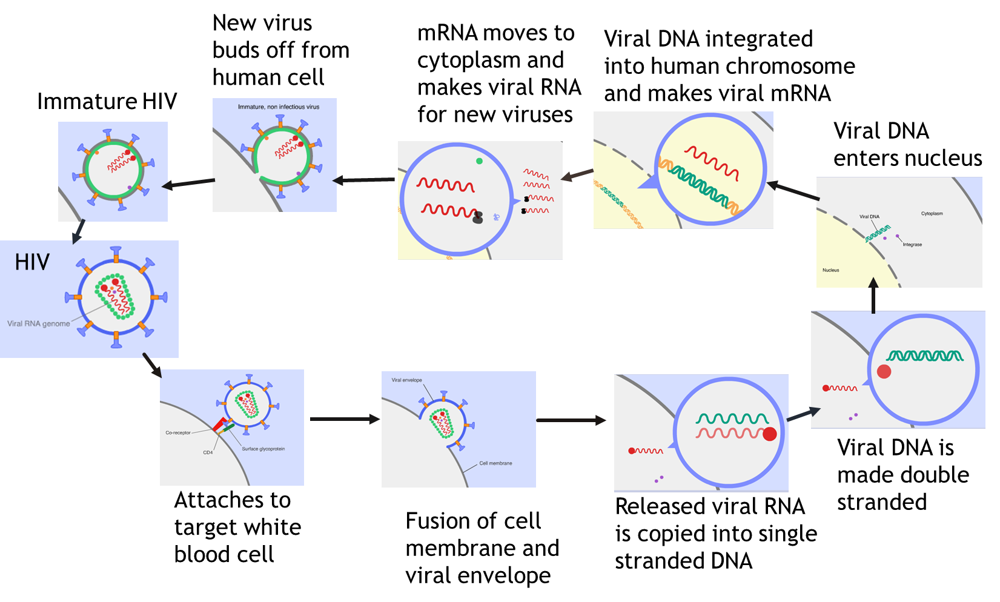 New virus
buds off from
human cell
mRNA moves to
cytoplasm and
makes viral RNA
for new viruses
Viral DNA integrated
into human chromosome
and makes viral mRNA
Immature HIV
Immature, non infectious virus
Viral DNA
enters nucleus
Viral DNA
Cytoplasm
Integrase
Nucleus
HIV
Viral RNA genome
Co-receptor
CD4
Surface glycoprotein
Attaches to
target white
blood cell
Viral envelope
Cell membrane
Fusion of cell
membrane and
viral envelope
Released viral RNA
is copied into single
stranded DNA
Viral DNA is
made double
stranded